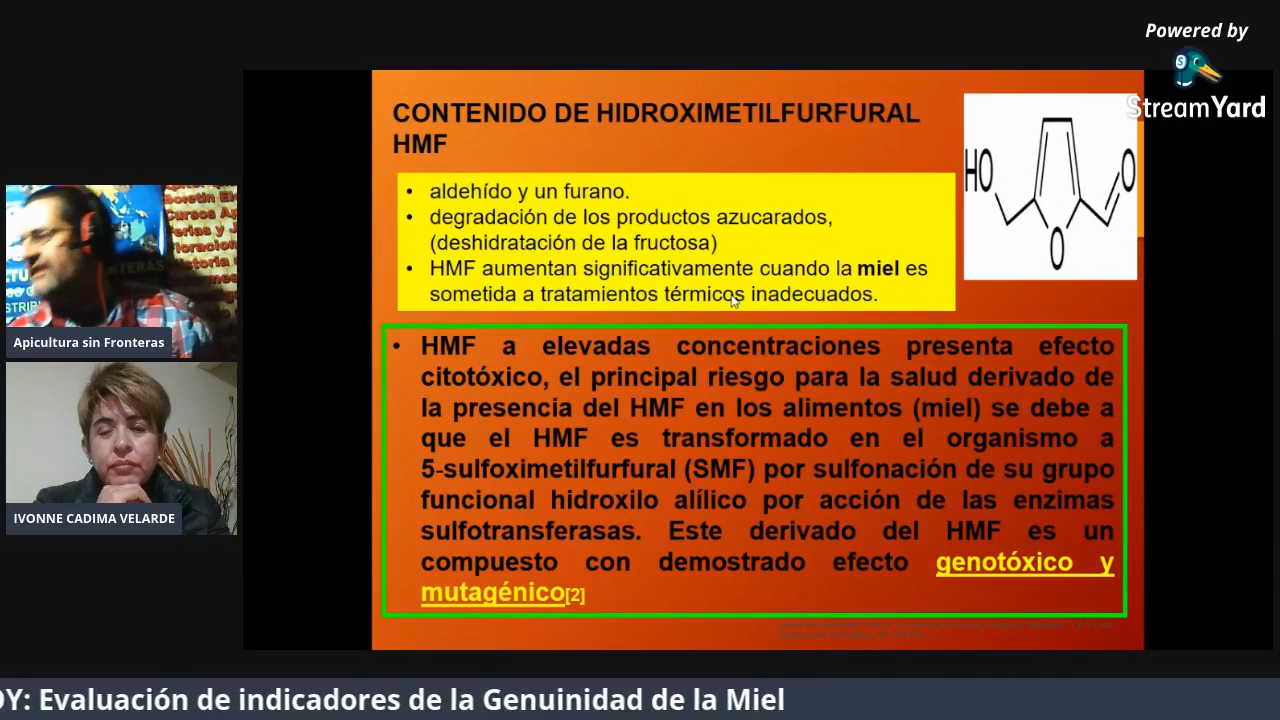 Powered by
StreamYard
CONTENIDO DE HIDROXIMETILFURFURAL
HMF
• aldehído y un furano.
• degradación de los productos azucarados,
(deshidratación de la fructosa)
• HMF aumentan significativamente cuando la miel es
sometida a tratamientos térmicos inadecuados.
HO
O
O
• HMF a elevadas concentraciones presenta efecto
citotóxico, el principal riesgo para la salud derivado de
la presencia del HMF en los alimentos (miel) se debe a
que el HMF es transformado en el organismo a
5-sulfoximetilfurfural (SMF) por sulfonación de su grupo
funcional hidroxilo alílico por acción de las enzimas
sulfotransferasas. Este derivado del HMF es un
compuesto con demostrado efecto genotóxico y
mutagénico[2]
Apicultura sin Fronteras
IVONNE CADIMA VELARDE
OY: Evaluación de indicadores de la Genuinidad de la Miel